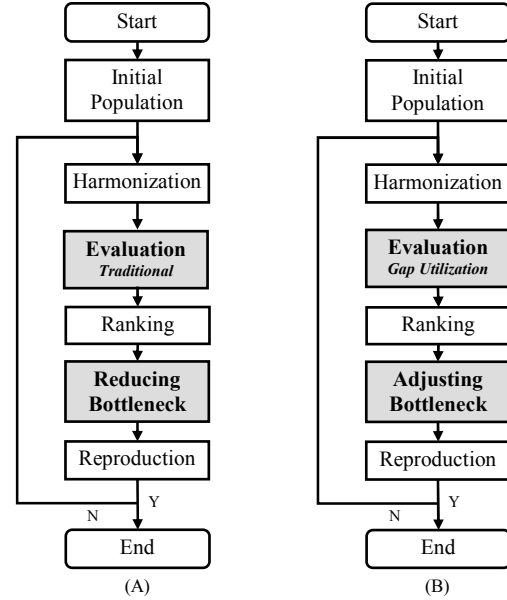 Start
Initial
Population
Harmonization
Evaluation
Traditional
Ranking
Reducing
Bottleneck
Reproduction
N
Y
End
(A)
Start
Initial
Population
Harmonization
Evaluation
Gap Utilization
Ranking
Adjusting
Bottleneck
Reproduction
N
Y
End
(B)